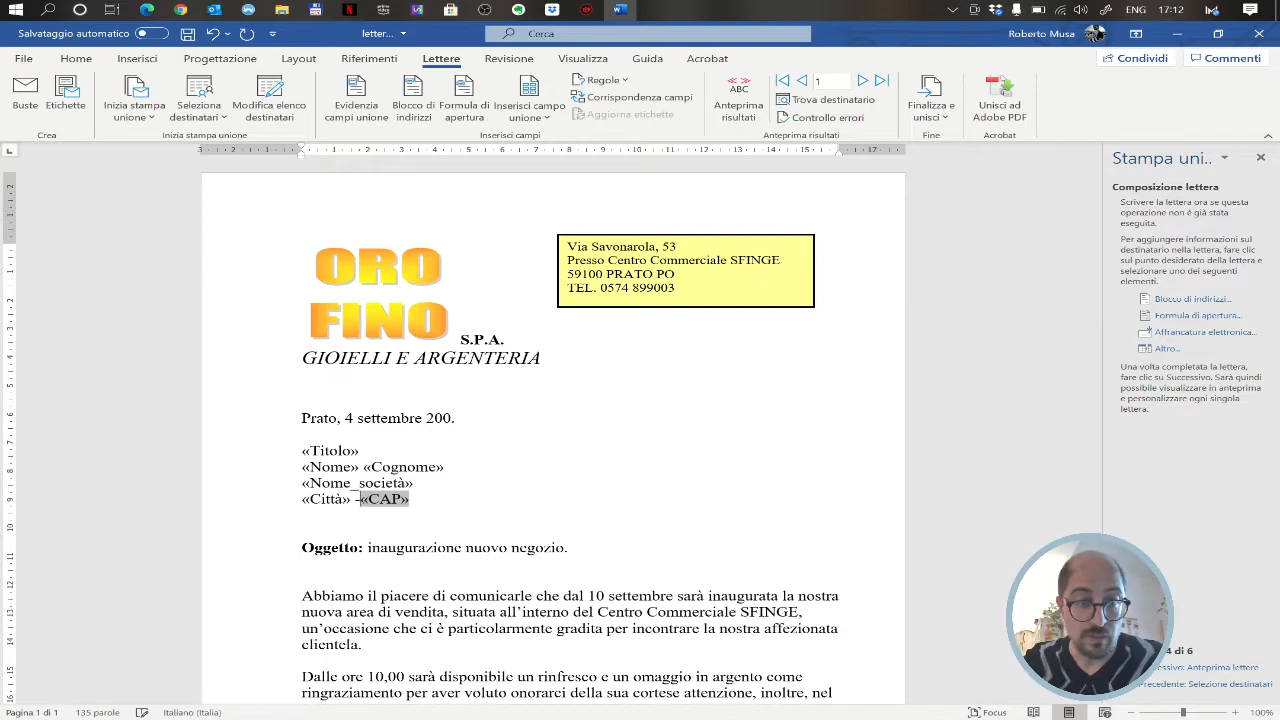 ENG 17:12
Salvataggio automatico letter... Cerca Roberto Musa
File Home Inserisci Progettazione Layout Riferimenti Lettere Revisione Visualizza Guida Acrobat Condividi Commenti
Buste
Etichette
Inizia stampa unione
Seleziona destinatari
Modifica elenco destinatari
Evidenzia campi unione
Blocco di indirizzi
Formula di apertura
Inserisci campo unione
Regole
Corrispondenza campi
Aggiorna etichette
ABC
Anteprima risultati
1
Trova destinatario
Controllo errori
Finalizza e unisci
Unisci ad Adobe PDF
Crea Inizia stampa unione Inserisci campi Anteprima risultati Fine Acrobat
Stampa uni..
Composizione lettera
Scrivere la lettera ora se questa
operazione non é già stata
eseguita.
Per aggiungere informazioni sul
destinatario nella lettera, fare clic
sul punto desiderato della lettera e
selezionare uno dei seguenti
elementi.
Blocco di indirizzi...
Formula di apertura...
Affrancatura elettronica...
Altro...
Una volta completata la lettera,
fare clic su Successivo. Sarà quindi
possibile visualizzare in anteprima
e personalizzare ogni singola
lettera.
4 di 6
essivo: Anteprima lettere
Precedente: Selezione destinatari
ORO
FINO S.P.A.
GIOIELLI E ARGENTERIA
Via Savonarola, 53
Presso Centro Commerciale SFINGE
59100 PRATO PO
TEL. 0574 899003
Prato, 4 settembre 200.
«Titolo»
«Nome» «Cognome»
«Nome_società»
«Città» -«CAP»
Oggetto: inaugurazione nuovo negozio.
Abbiamo il piacere di comunicarle che dal 10 settembre sarà inaugurata la nostra
nuova area di vendita, situata all'interno del Centro Commerciale SFINGE,
un'occasione che ci è particolarmente gradita per incontrare la nostra affezionata
clientela.
Dalle ore 10,00 sarà disponibile un rinfresco e un omaggio in argento come
ringraziamento per aver voluto onorarci della sua cortese attenzione, inoltre, nel
Pagina 1 di 1 135 parole Italiano (Italia) Focus 100%